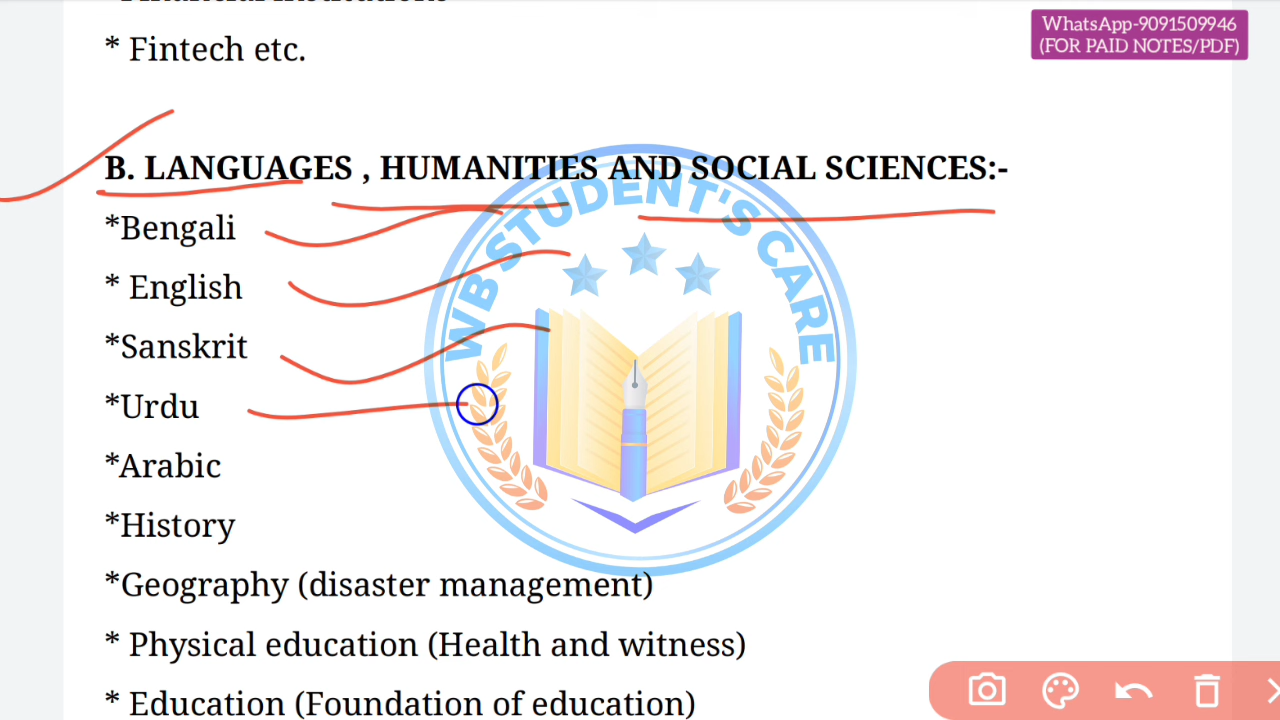 WhatsApp-9091509946
(FOR PAID NOTES/PDF)
* Fintech etc.
B. LANGUAGES , HUMANITIES AND SOCIAL SCIENCES:-
WB STUDENT'S CARE
*Bengali
* English
*Sanskrit
*Urdu
*Arabic
*History
*Geography (disaster management)
* Physical education (Health and witness)
* Education (Foundation of education)